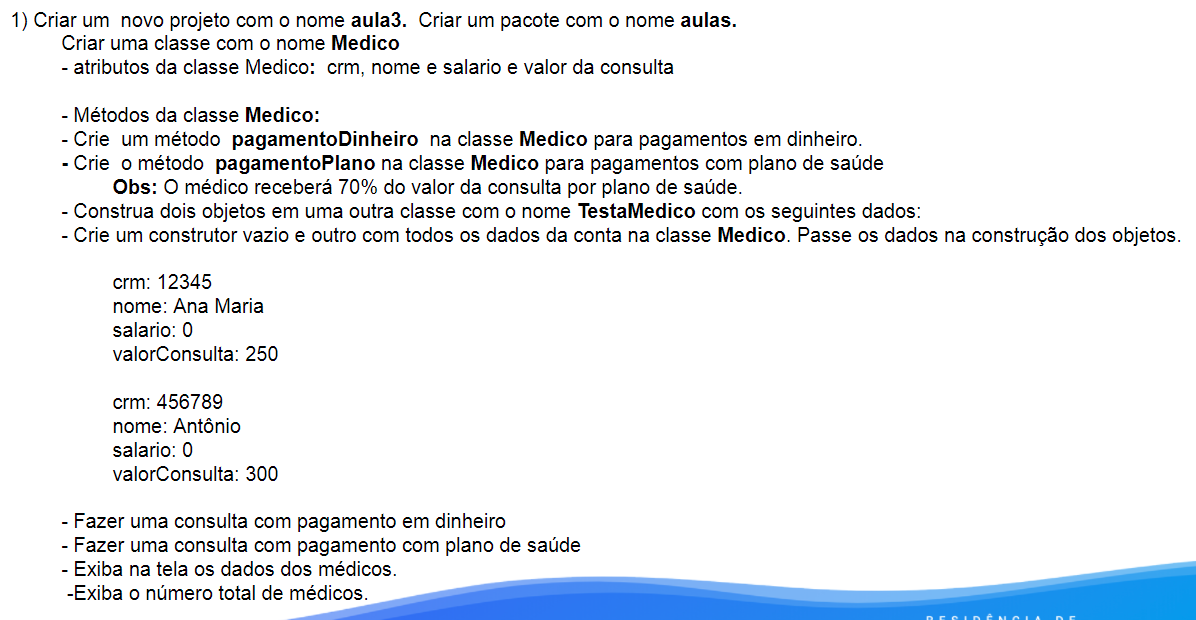 1) Criar um  novo projeto com o nome aula3.  Criar um pacote com o nome aulas.
Criar uma classe com o nome Medico
- atributos da classe Medico:  crm, nome e salario e valor da consulta
- Métodos da classe Medico:
- Crie  um método  pagamentoDinheiro  na classe Medico para pagamentos em dinheiro.
- Crie  o método  pagamentoPlano na classe Medico para pagamentos com plano de saúde
Obs: O médico receberá 70% do valor da consulta por plano de saúde.
- Construa dois objetos em uma outra classe com o nome TestaMedico com os seguintes dados:
- Crie um construtor vazio e outro com todos os dados da conta na classe Medico. Passe os dados na construção dos objetos.
crm: 12345
nome: Ana Maria
salario: 0
valorConsulta: 250
crm: 456789
nome: Antônio
salario: 0
valorConsulta: 300
- Fazer uma consulta com pagamento em dinheiro
- Fazer uma consulta com pagamento com plano de saúde
- Exiba na tela os dados dos médicos.
-Exiba o número total de médicos.
RESIDÊNCIA DE